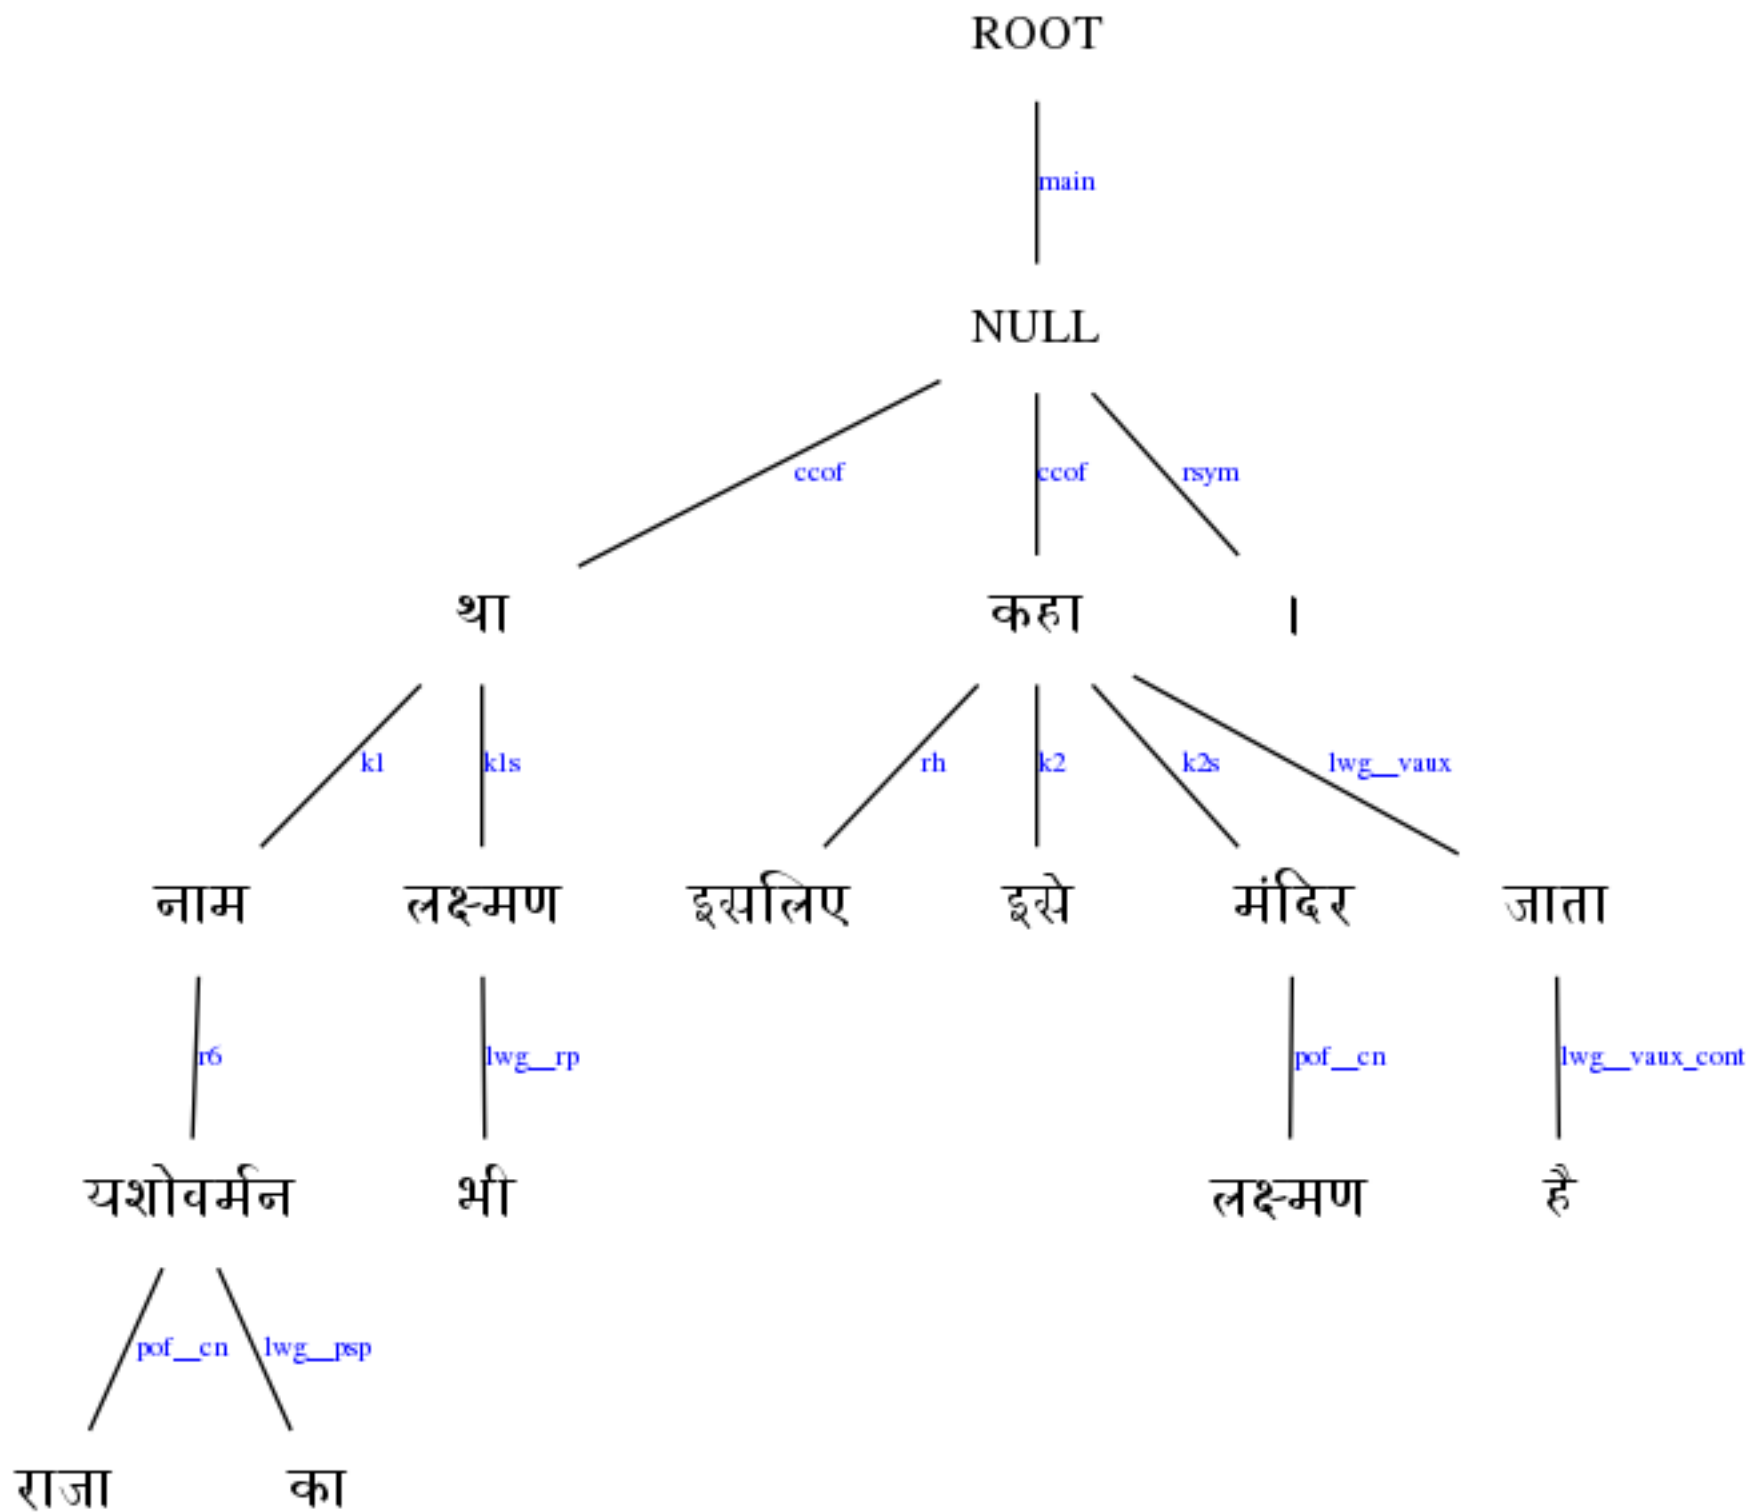 ROOT
main
NULL
ccof ccof rsym
था कहा ।
k1 k1s rh k2 k2s lwg__vaux
नाम लक्ष्मण इसलिए इसे मंदिर जाता
r6 lwg__rp pof__cn lwg__vaux_cont
यशोवर्मन भी लक्ष्मण है
pof__cn lwg__psp
राजा का